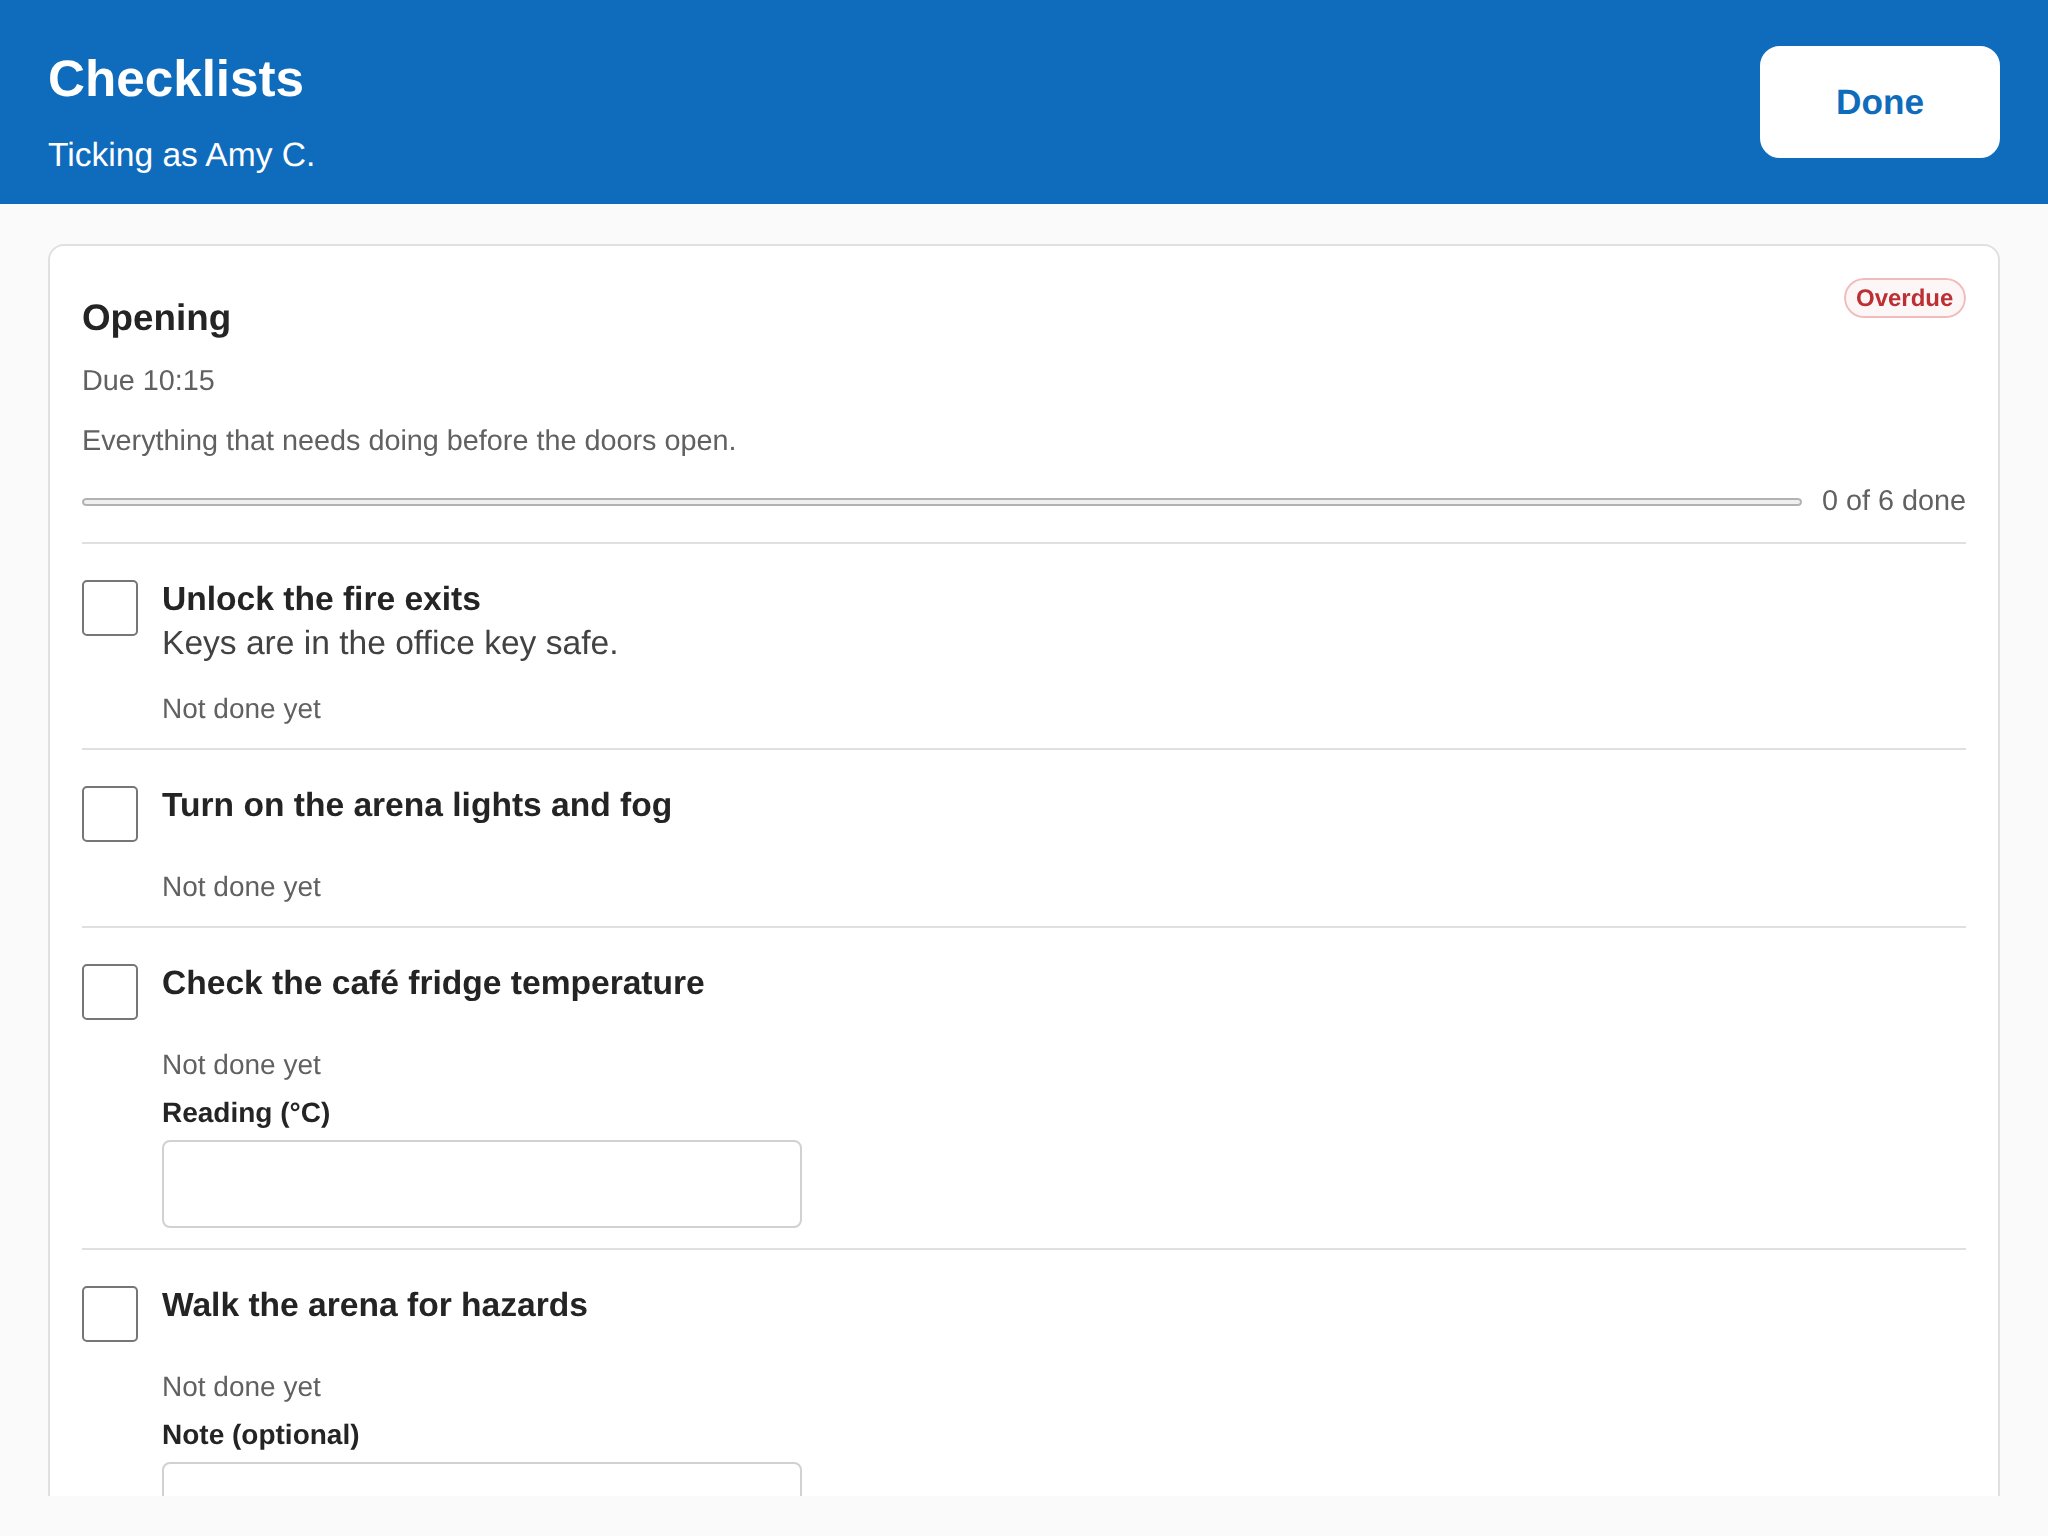 Checklists
Done
Ticking as Amy C.
Overdue
Opening
Due 10:15
Everything that needs doing before the doors open.
0 of 6 done
Unlock the fire exits
Keys are in the office key safe.
Not done yet
Turn on the arena lights and fog
Not done yet
Check the café fridge temperature
Not done yet
Reading (°C)
Walk the arena for hazards
Not done yet
Note (optional)